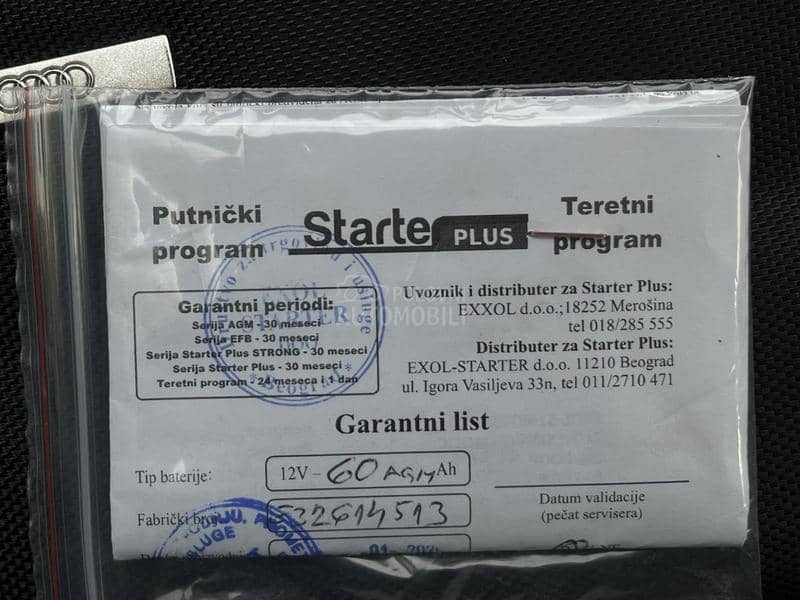 Putnički
program
Starter PLUS
Teretni
program
Garantni periodi:
Serija AGM - 30 meseci
Serija EFB - 30 meseci
Serija Starter Plus STRONG - 30 meseci
Serija Starter Plus - 30 meseci
Teretni program - 24 meseca i 1 dan
Uvoznik i distributer za Starter Plus:
EXXOL d.o.o.;18252 Merošina
tel 018/285 555
Distributer za Starter Plus:
EXOL-STARTER d.o.o. 11210 Beograd
ul. Igora Vasiljeva 33n, tel 011/2710 471
EXOL
STARTER
* Beograd *
Garantni list
Tip baterije: 12V – 60 AGM Ah
Fabrički broj 522614513
Datum validacije
(pečat servisera)